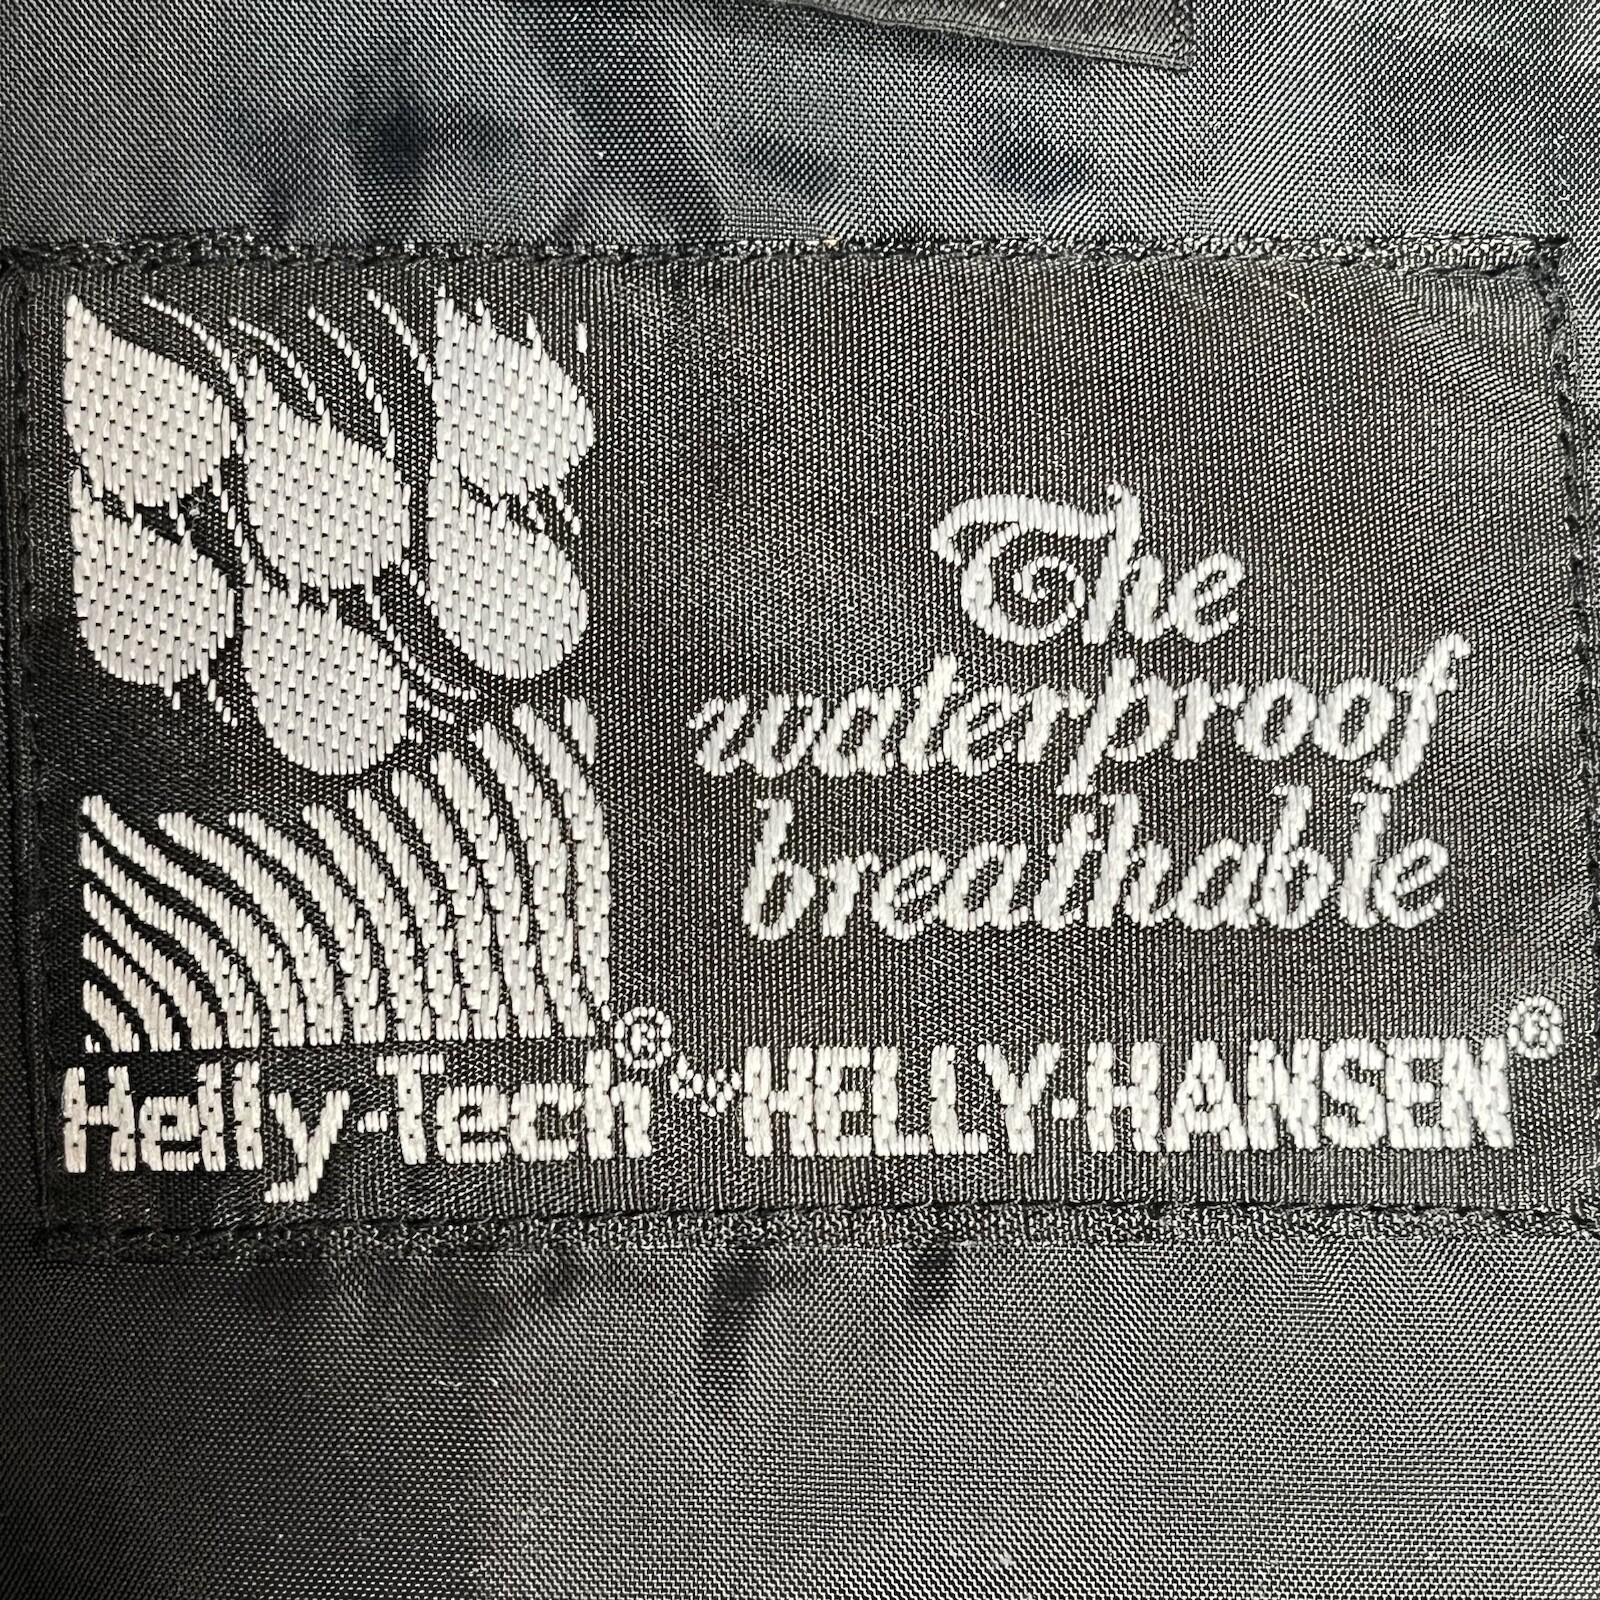 The
waterproof
breathable
Helly-Tech® by HELLY·HANSEN®